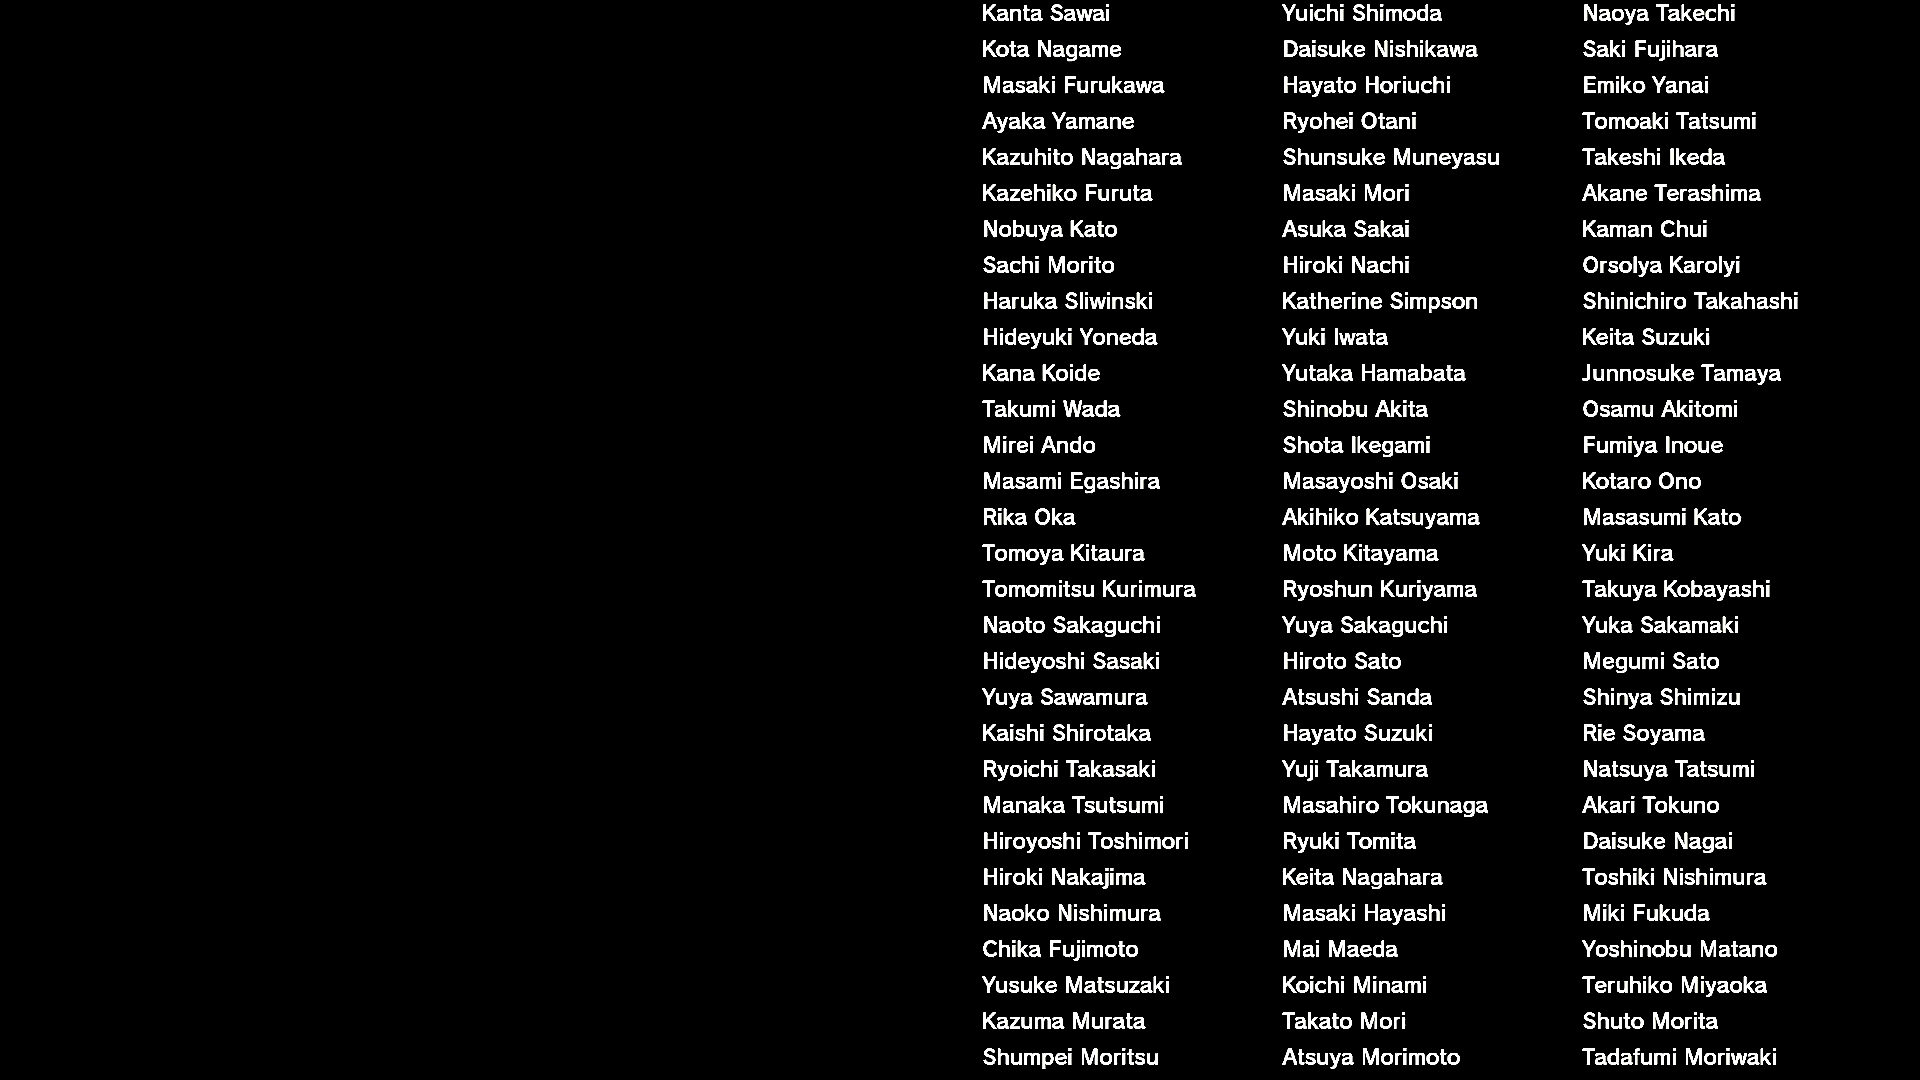 Kanta Sawai Yuichi Shimoda Naoya Takechi
Kota Nagame Daisuke Nishikawa Saki Fujihara
Masaki Furukawa Hayato Horiuchi Emiko Yanai
Ayaka Yamane Ryohei Otani Tomoaki Tatsumi
Kazuhito Nagahara Shunsuke Muneyasu Takeshi Ikeda
Kazehiko Furuta Masaki Mori Akane Terashima
Nobuya Kato Asuka Sakai Kaman Chui
Sachi Morito Hiroki Nachi Orsolya Karolyi
Haruka Sliwinski Katherine Simpson Shinichiro Takahashi
Hideyuki Yoneda Yuki Iwata Keita Suzuki
Kana Koide Yutaka Hamabata Junnosuke Tamaya
Takumi Wada Shinobu Akita Osamu Akitomi
Mirei Ando Shota Ikegami Fumiya Inoue
Masami Egashira Masayoshi Osaki Kotaro Ono
Rika Oka Akihiko Katsuyama Masasumi Kato
Tomoya Kitaura Moto Kitayama Yuki Kira
Tomomitsu Kurimura Ryoshun Kuriyama Takuya Kobayashi
Naoto Sakaguchi Yuya Sakaguchi Yuka Sakamaki
Hideyoshi Sasaki Hiroto Sato Megumi Sato
Yuya Sawamura Atsushi Sanda Shinya Shimizu
Kaishi Shirotaka Hayato Suzuki Rie Soyama
Ryoichi Takasaki Yuji Takamura Natsuya Tatsumi
Manaka Tsutsumi Masahiro Tokunaga Akari Tokuno
Hiroyoshi Toshimori Ryuki Tomita Daisuke Nagai
Hiroki Nakajima Keita Nagahara Toshiki Nishimura
Naoko Nishimura Masaki Hayashi Miki Fukuda
Chika Fujimoto Mai Maeda Yoshinobu Matano
Yusuke Matsuzaki Koichi Minami Teruhiko Miyaoka
Kazuma Murata Takato Mori Shuto Morita
Shumpei Moritsu Atsuya Morimoto Tadafumi Moriwaki